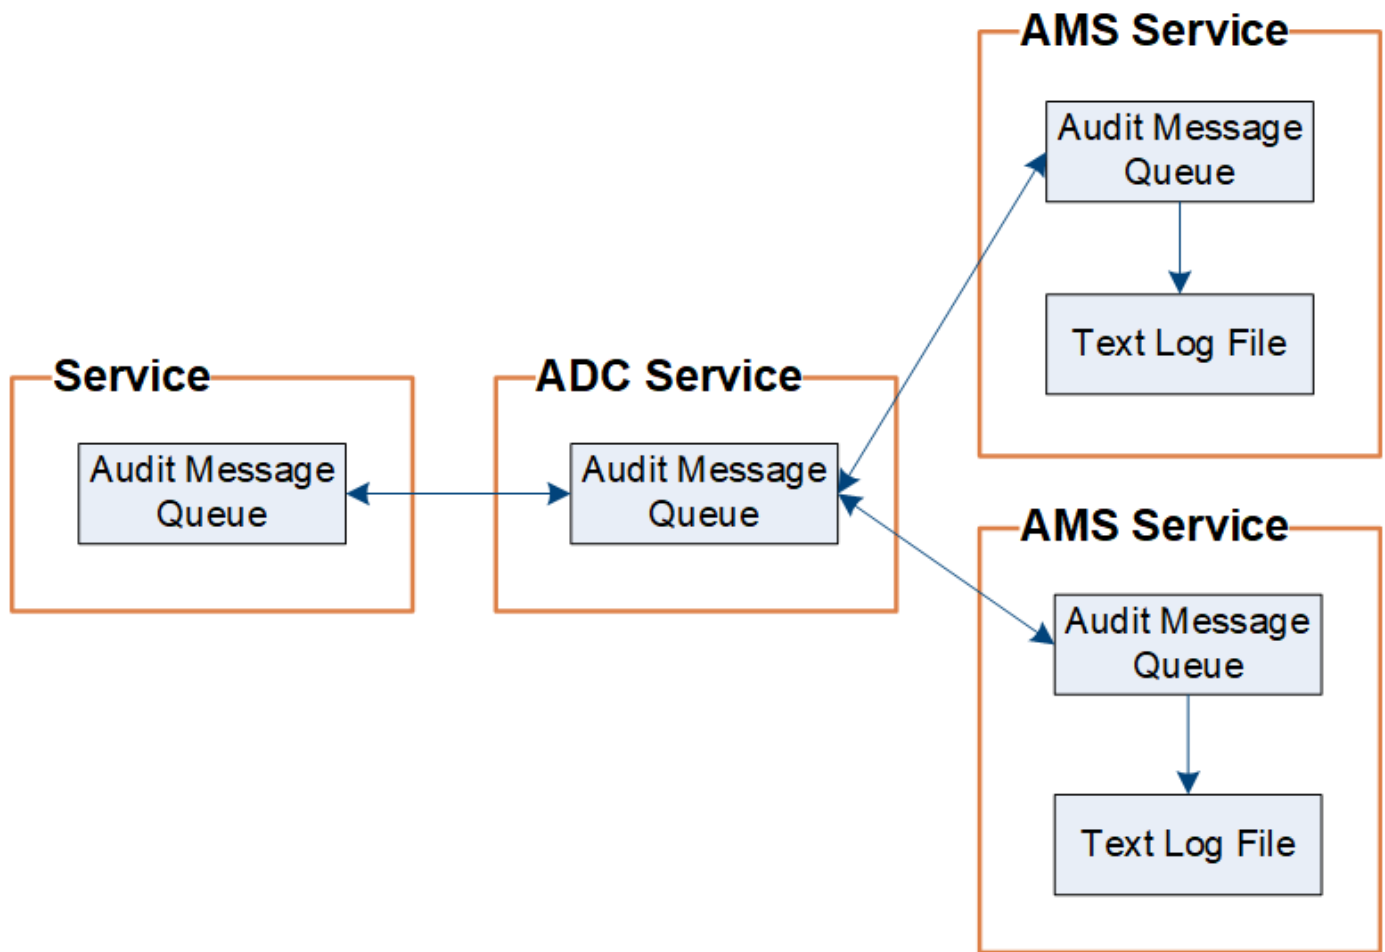 AMS Service
Audit Message
Queue
Text Log File
Service
Audit Message
Queue
ADC Service
Audit Message
Queue
AMS Service
Audit Message
Queue
Text Log File